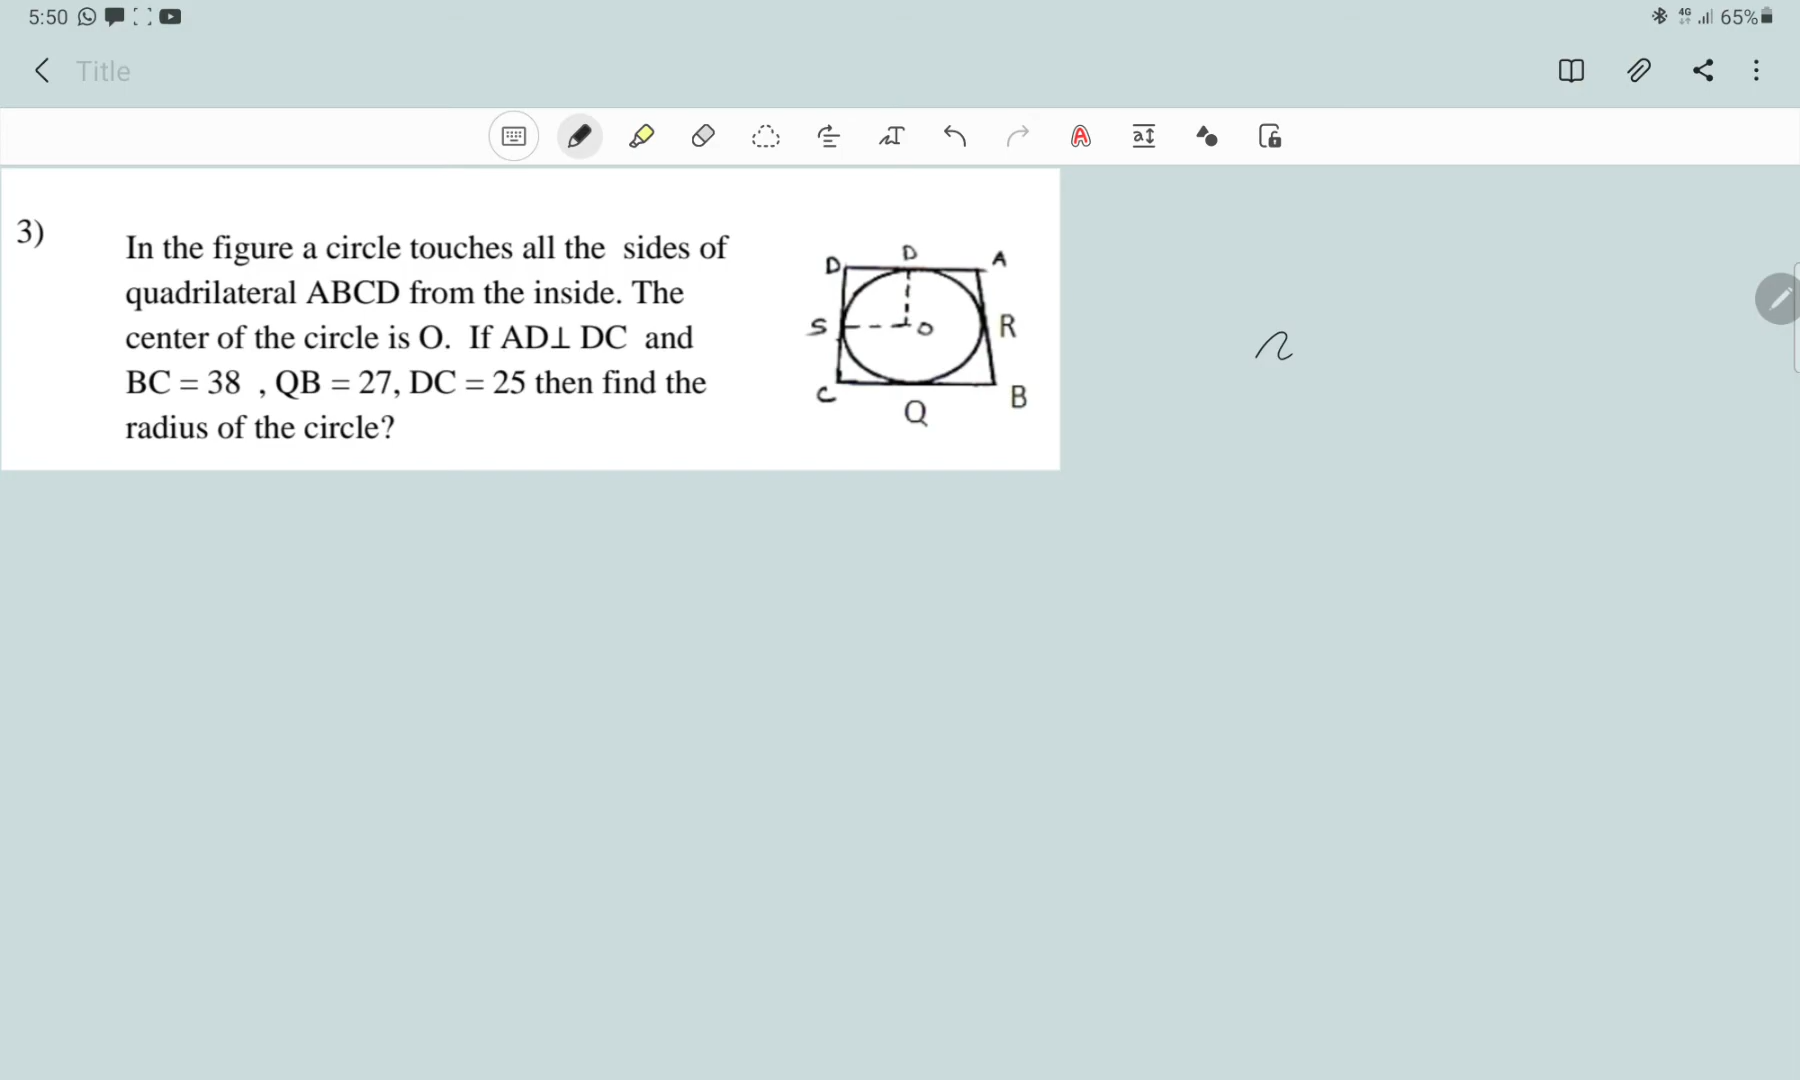 5:50
4G
65%
Title
3)
In the figure a circle touches all the sides of
quadrilateral ABCD from the inside. The
center of the circle is O. If AD⊥ DC and
BC = 38 , QB = 27, DC = 25 then find the
radius of the circle?
D D A
S O R
C Q B